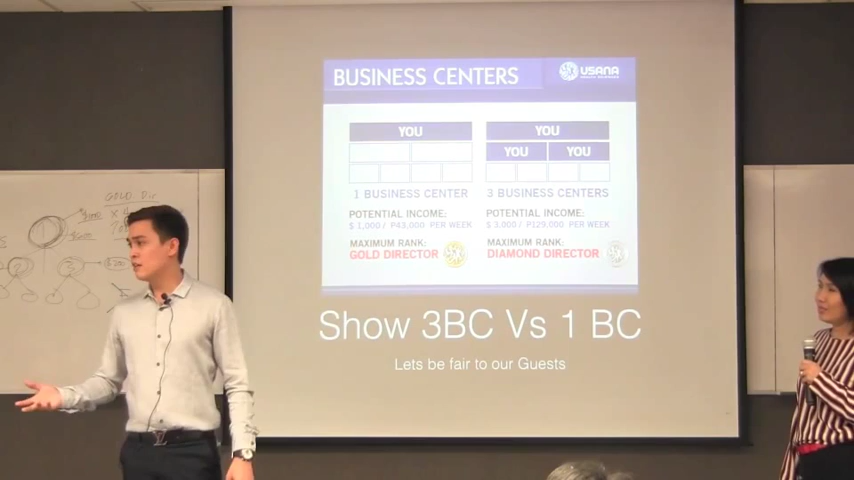 BUSINESS CENTERS
USANA
YOU
YOU
YOU YOU
1 BUSINESS CENTER
3 BUSINESS CENTERS
POTENTIAL INCOME:
$ 1,000/ P43,000 PER WEEK
POTENTIAL INCOME:
$ 3,000/ P129,000 PER WEEK
MAXIMUM RANK:
GOLD DIRECTOR
MAXIMUM RANK:
DIAMOND DIRECTOR
Show 3BC Vs 1 BC
Lets be fair to our Guests
GOLD Dir